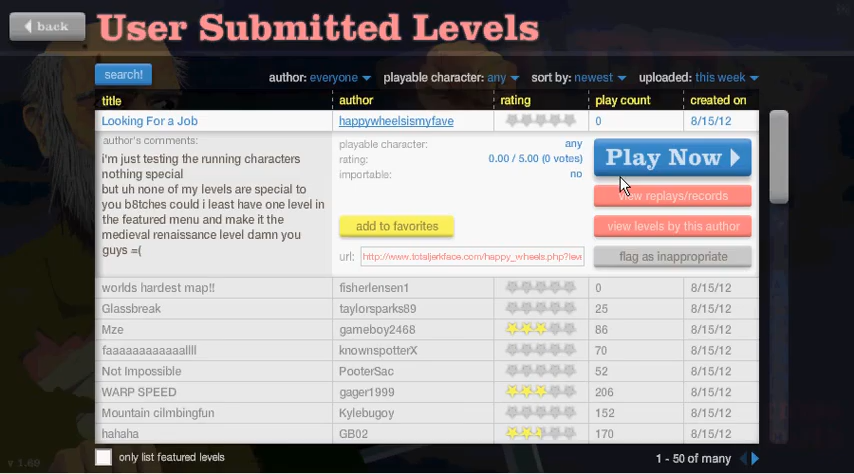 back
User Submitted Levels
search!
author: everyone playable character: any sort by: newest uploaded: this week
title author rating play count created on
Looking For a Job happywheelsismyfave 0 8/15/12
author's comments:
i'm just testing the running characters
nothing special
but uh none of my levels are special to
you b8tches could i least have one level in
the featured menu and make it the
medieval renaissance level damn you
guys =(
playable character: any
rating: 0.00 / 5.00 (0 votes)
importable: no
add to favorites
url: http://www.totaljerkface.com/happy_wheels.php?leve
Play Now
view replays/records
view levels by this author
flag as inappropriate
worlds hardest map!! fisherlensen1 0 8/15/12
Glassbreak taylorsparks89 25 8/15/12
Mze gameboy2468 86 8/15/12
faaaaaaaaaaaallll knownspotterX 70 8/15/12
Not Impossible PooterSac 52 8/15/12
WARP SPEED gager1999 206 8/15/12
Mountain cilmbingfun Kylebugoy 152 8/15/12
hahaha GB02 170 8/15/12
only list featured levels
1 - 50 of many
v 1.60